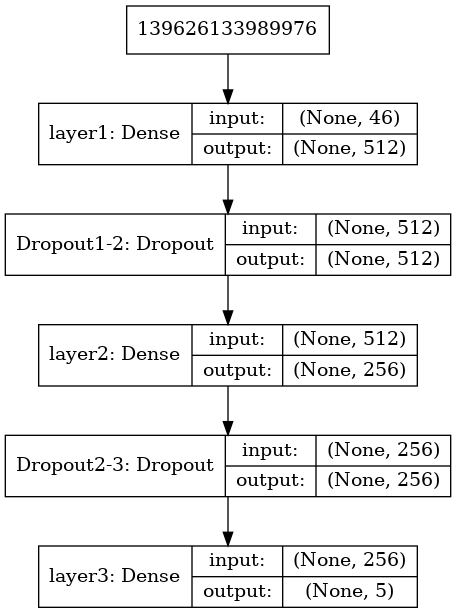 139626133989976
layer1: Dense
input: (None, 46)
output: (None, 512)
Dropout1-2: Dropout
input: (None, 512)
output: (None, 512)
layer2: Dense
input: (None, 512)
output: (None, 256)
Dropout2-3: Dropout
input: (None, 256)
output: (None, 256)
layer3: Dense
input: (None, 256)
output: (None, 5)